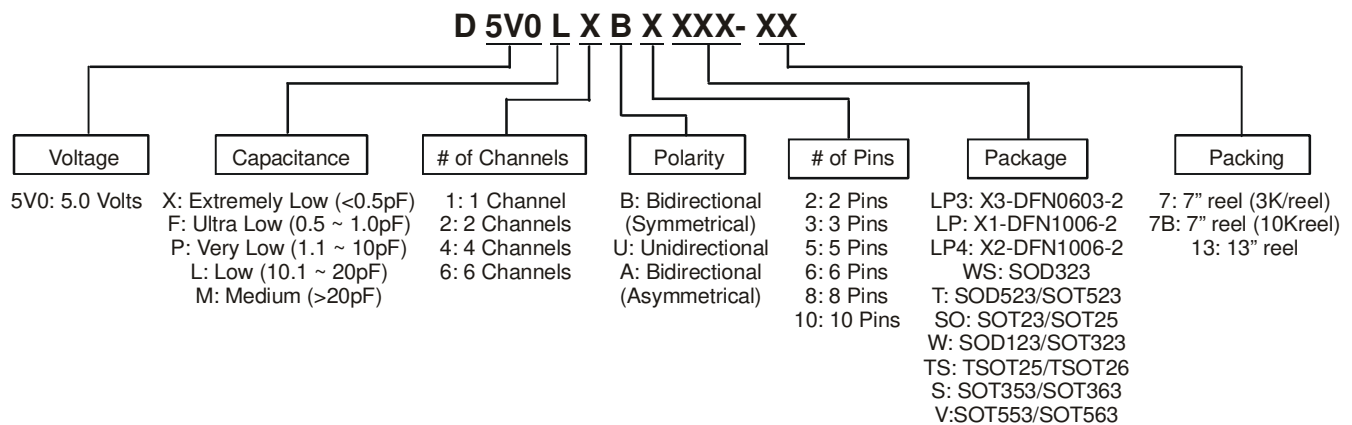 D 5V0 L X B X XXX- XX
Voltage
5V0: 5.0 Volts
Capacitance
X: Extremely Low (<0.5pF)
F: Ultra Low (0.5 ~ 1.0pF)
P: Very Low (1.1 ~ 10pF)
L: Low (10.1 ~ 20pF)
M: Medium (>20pF)
# of Channels
1: 1 Channel
2: 2 Channels
4: 4 Channels
6: 6 Channels
Polarity
B: Bidirectional
(Symmetrical)
U: Unidirectional
A: Bidirectional
(Asymmetrical)
# of Pins
2: 2 Pins
3: 3 Pins
5: 5 Pins
6: 6 Pins
8: 8 Pins
10: 10 Pins
Package
LP3: X3-DFN0603-2
LP: X1-DFN1006-2
LP4: X2-DFN1006-2
WS: SOD323
T: SOD523/SOT523
SO: SOT23/SOT25
W: SOD123/SOT323
TS: TSOT25/TSOT26
S: SOT353/SOT363
V:SOT553/SOT563
Packing
7: 7” reel (3K/reel)
7B: 7” reel (10Kreel)
13: 13” reel